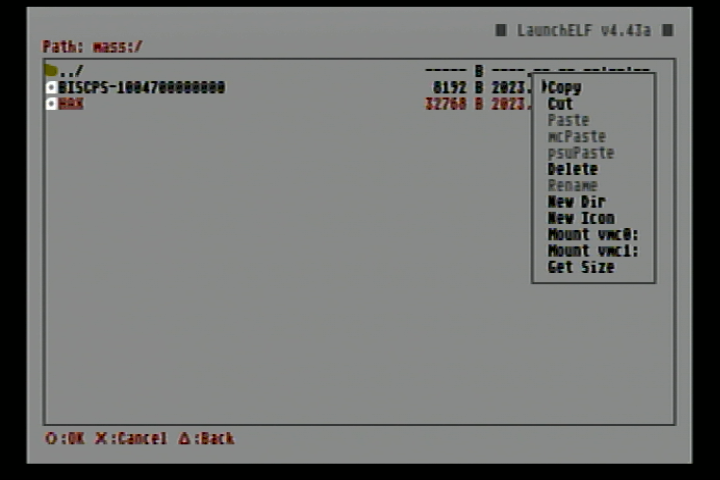 ■ LaunchELF v4.43a ■
Path: mass:/
../ ----- B ----.-- -- --:--:--
BISCPS-1004700000000 8192 B 2023.
HAX 32768 B 2023.
Copy
Cut
Paste
mcPaste
psuPaste
Delete
Rename
New Dir
New Icon
Mount vmc0:
Mount vmc1:
Get Size
O:OK X:Cancel Δ:Back